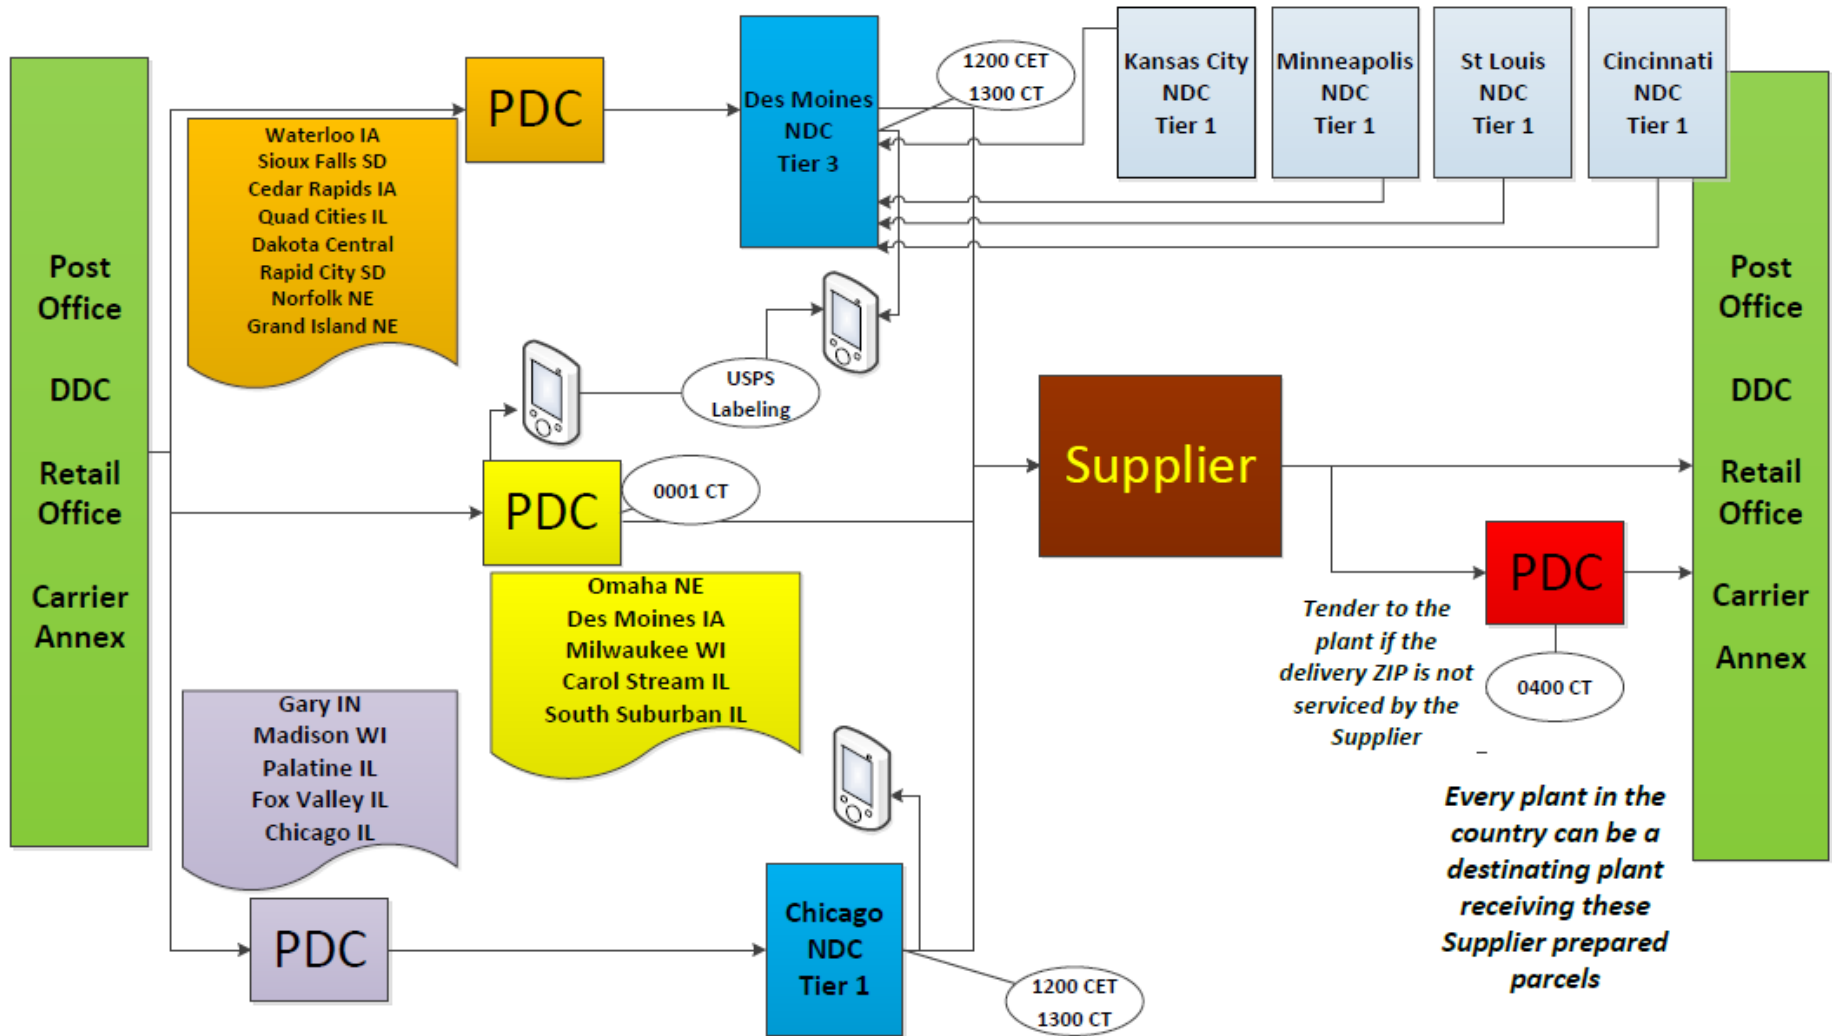 Post
Office
DDC
Retail
Office
Carrier
Annex
PDC
Waterloo IA
Sioux Falls SD
Cedar Rapids IA
Quad Cities IL
Dakota Central
Rapid City SD
Norfolk NE
Grand Island NE
Des Moines
NDC
Tier 3
1200 CET
1300 CT
Kansas City
NDC
Tier 1
Minneapolis
NDC
Tier 1
St Louis
NDC
Tier 1
Cincinnati
NDC
Tier 1
USPS
Labeling
PDC
0001 CT
Omaha NE
Des Moines IA
Milwaukee WI
Carol Stream IL
South Suburban IL
Gary IN
Madison WI
Palatine IL
Fox Valley IL
Chicago IL
PDC
Chicago
NDC
Tier 1
1200 CET
1300 CT
Supplier
PDC
0400 CT
Tender to the
plant if the
delivery ZIP is not
serviced by the
Supplier
Every plant in the
country can be a
destinating plant
receiving these
Supplier prepared
parcels
Post
Office
DDC
Retail
Office
Carrier
Annex